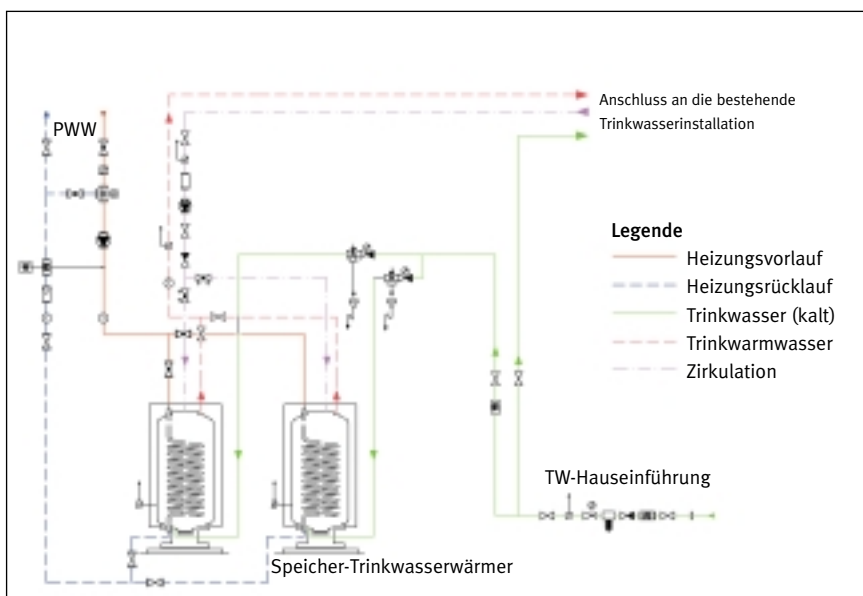 PWW
Anschluss an die bestehende
Trinkwasserinstallation
Legende
Heizungsvorlauf
Heizungsrücklauf
Trinkwasser (kalt)
Trinkwarmwasser
Zirkulation
TW-Hauseinführung
Speicher-Trinkwasserwärmer